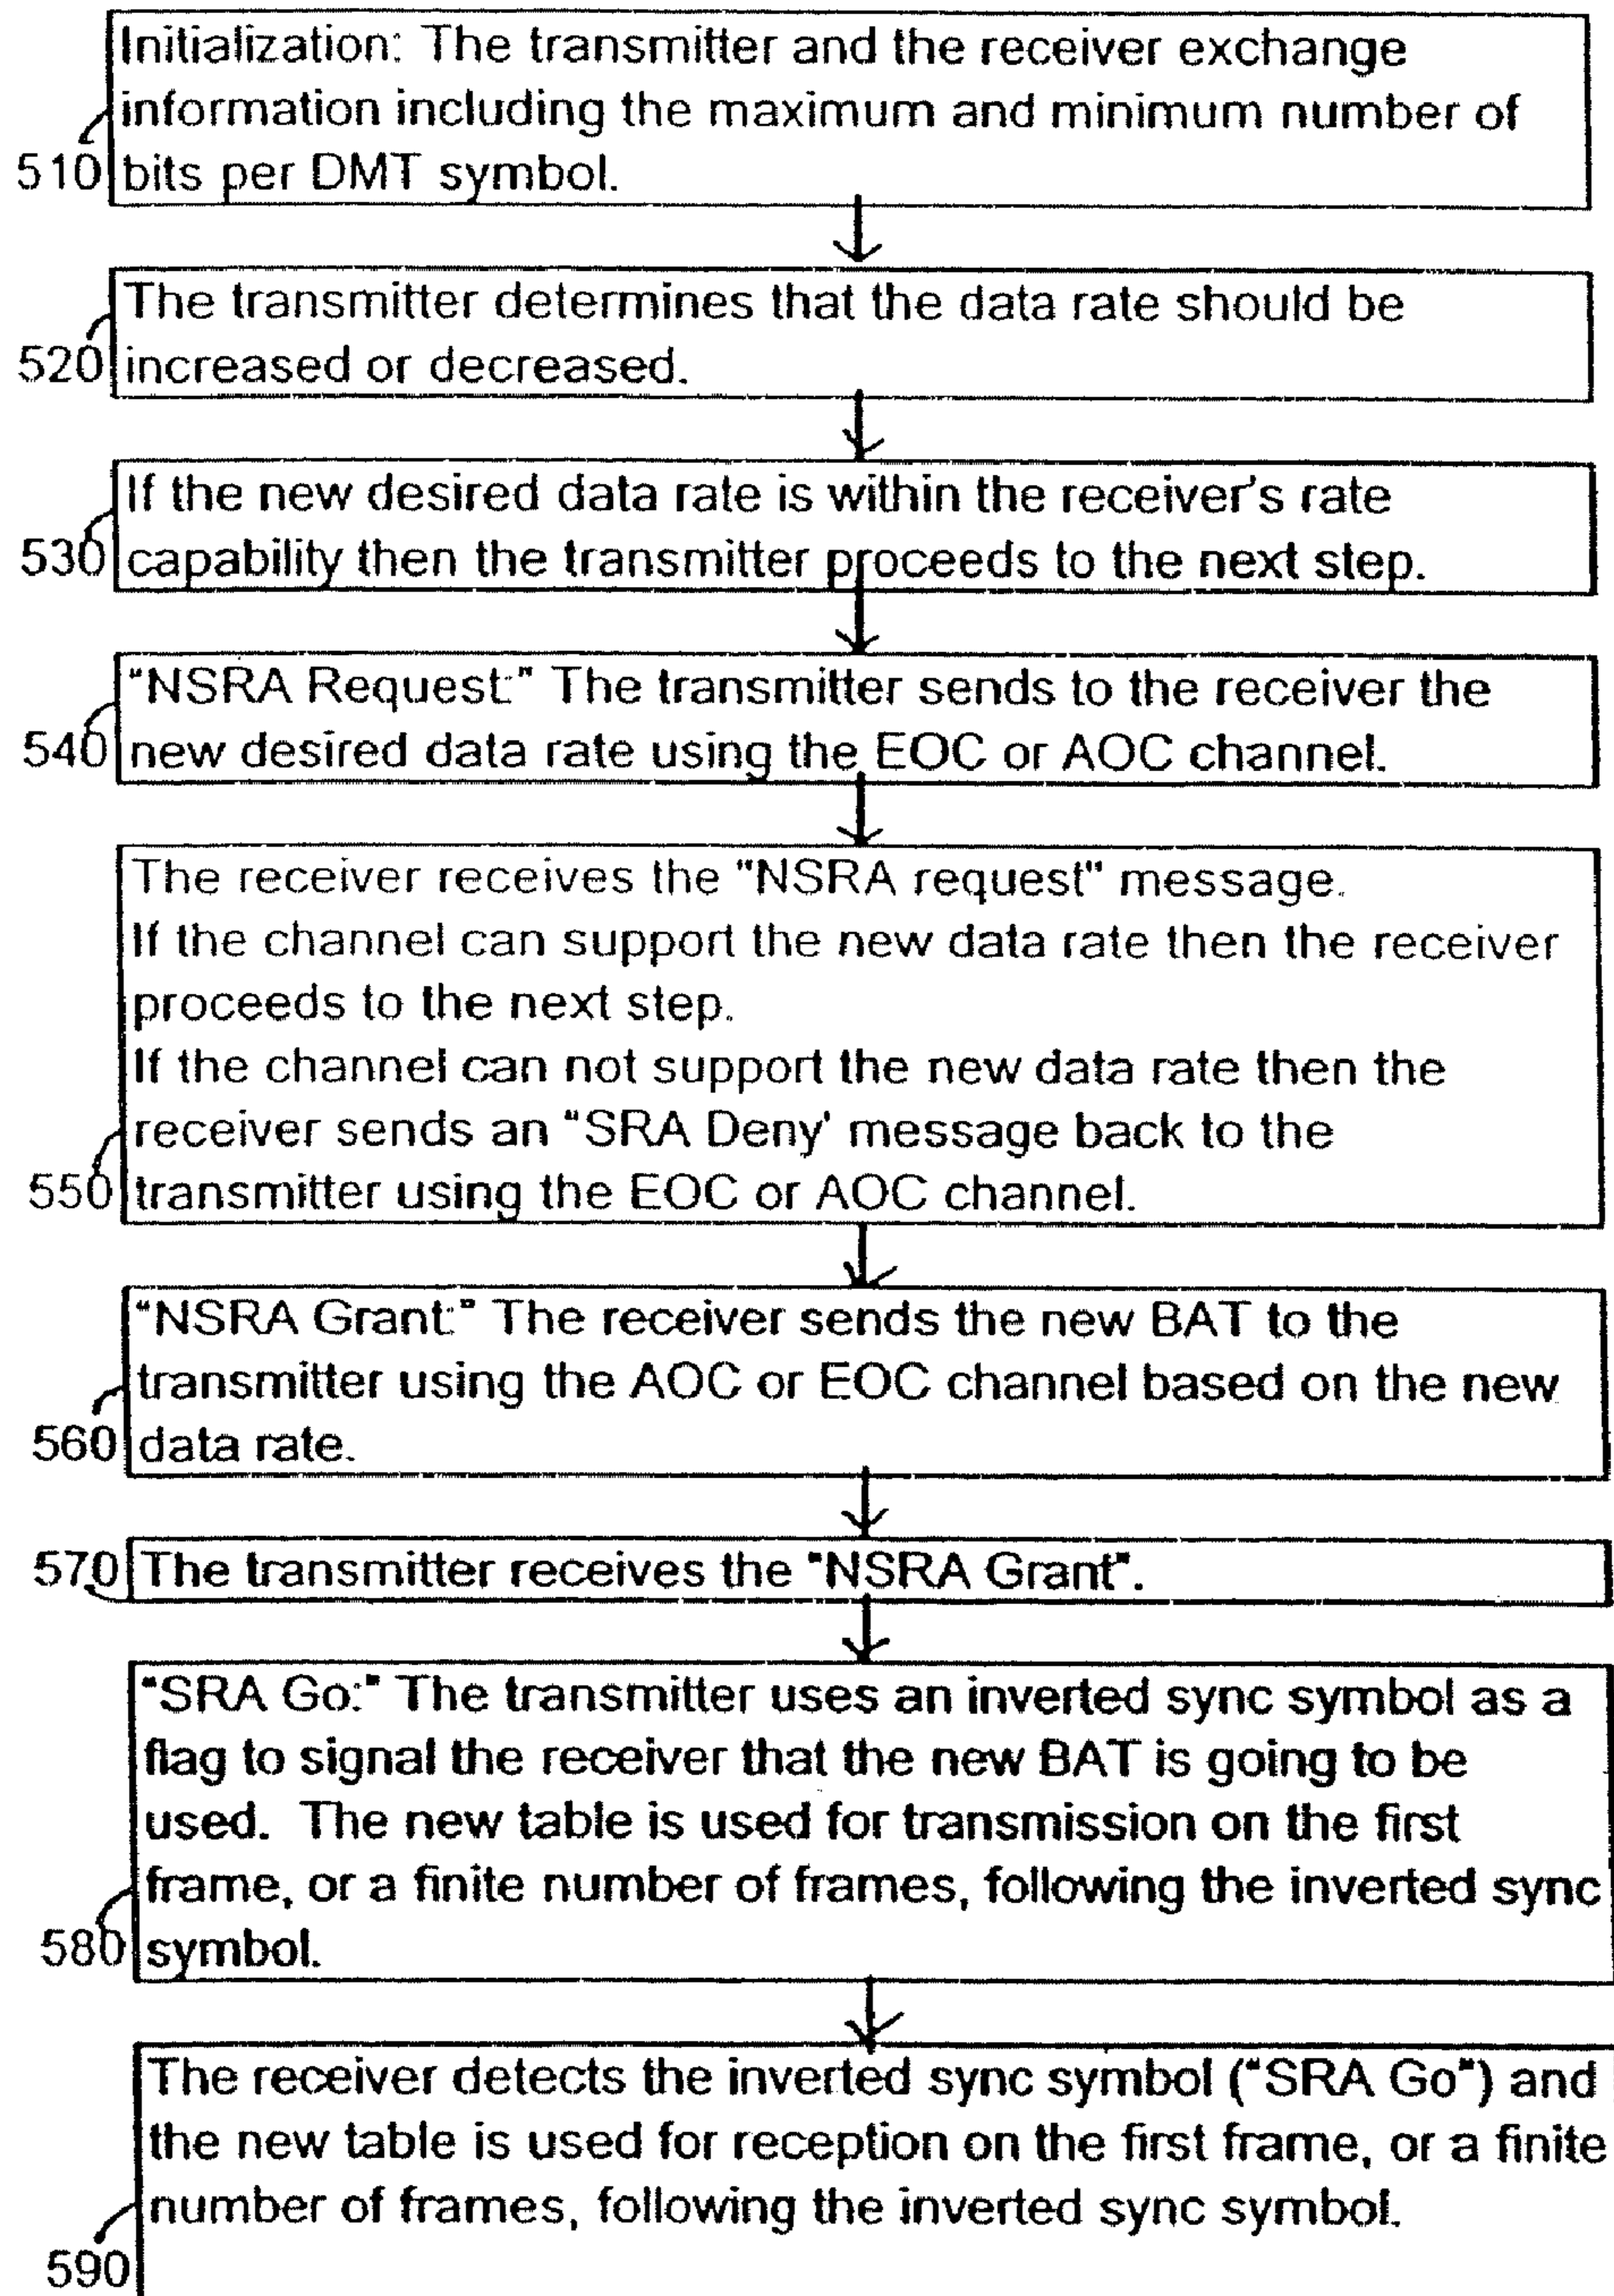 Initialization: The transmitter and the receiver exchange
information including the maximum and minimum number of
510 bits per DMT symbol.
The transmitter determines that the data rate should be
520 increased or decreased.
If the new desired data rate is within the receiver's rate
530 capability then the transmitter proceeds to the next step.
"NSRA Request:" The transmitter sends to the receiver the
540 new desired data rate using the EOC or AOC channel.
The receiver receives the "NSRA request" message.
If the channel can support the new data rate then the receiver
proceeds to the next step.
If the channel can not support the new data rate then the
receiver sends an "SRA Deny' message back to the
550 transmitter using the EOC or AOC channel.
"NSRA Grant:" The receiver sends the new BAT to the
transmitter using the AOC or EOC channel based on the new
560 data rate.
570 The transmitter receives the "NSRA Grant".
"SRA Go:" The transmitter uses an inverted sync symbol as a
flag to signal the receiver that the new BAT is going to be
used. The new table is used for transmission on the first
frame, or a finite number of frames, following the inverted sync
580 symbol.
The receiver detects the inverted sync symbol ("SRA Go") and
the new table is used for reception on the first frame, or a finite
number of frames, following the inverted sync symbol.
590